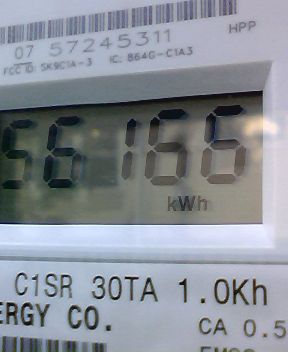 07 57245311
HPP
FCC ID: SK9C1A-3 IC: 864G-C1A3
56166
kWh
C1SR 30TA 1.0Kh
ERGY CO.
CA 0.5